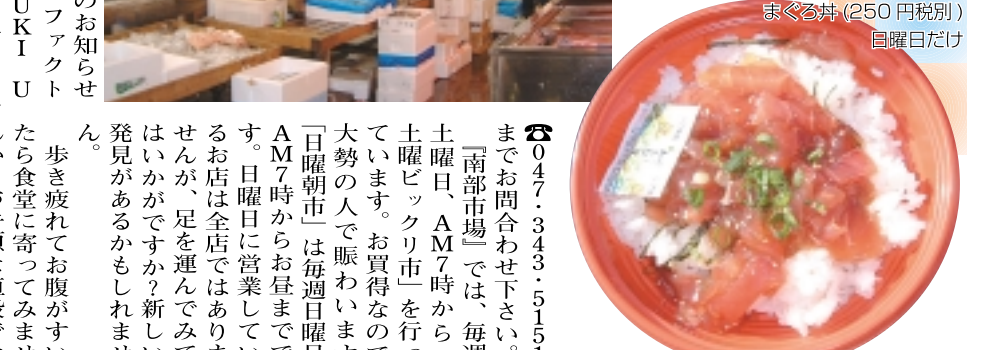 まぐろ丼(250円税別)
日曜日だけ
☎047・343・5151
までお問合わせ下さい。
『南部市場』では、毎週
土曜日、AM7時から
土曜ビックリ市」を行っ
ています。お買得なので
大勢の人で賑わいます
「日曜朝市」は毎週日曜日
AM7時からお昼までで
す。日曜日に営業してい
るお店は全店ではありま
せんが、足を運んでみて
はいかがですか？新しい
発見があるかもしれませ
ん。
歩き疲れてお腹がすい
たら食堂に寄ってみませ
のお知らせ
ファクト
UKI U